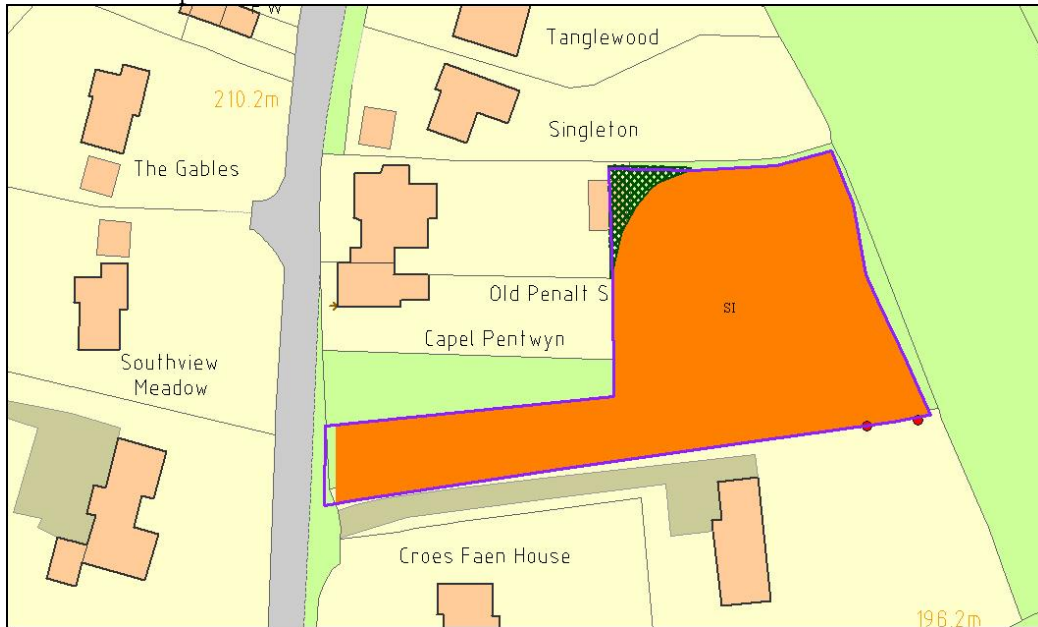 Tanglewood
210.2m
Singleton
The Gables
Old Penalt S
SI
Capel Pentwyn
Southview
Meadow
Croes Faen House
196.2m